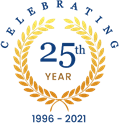 CELEBRATING
25th
YEAR
1996 - 2021